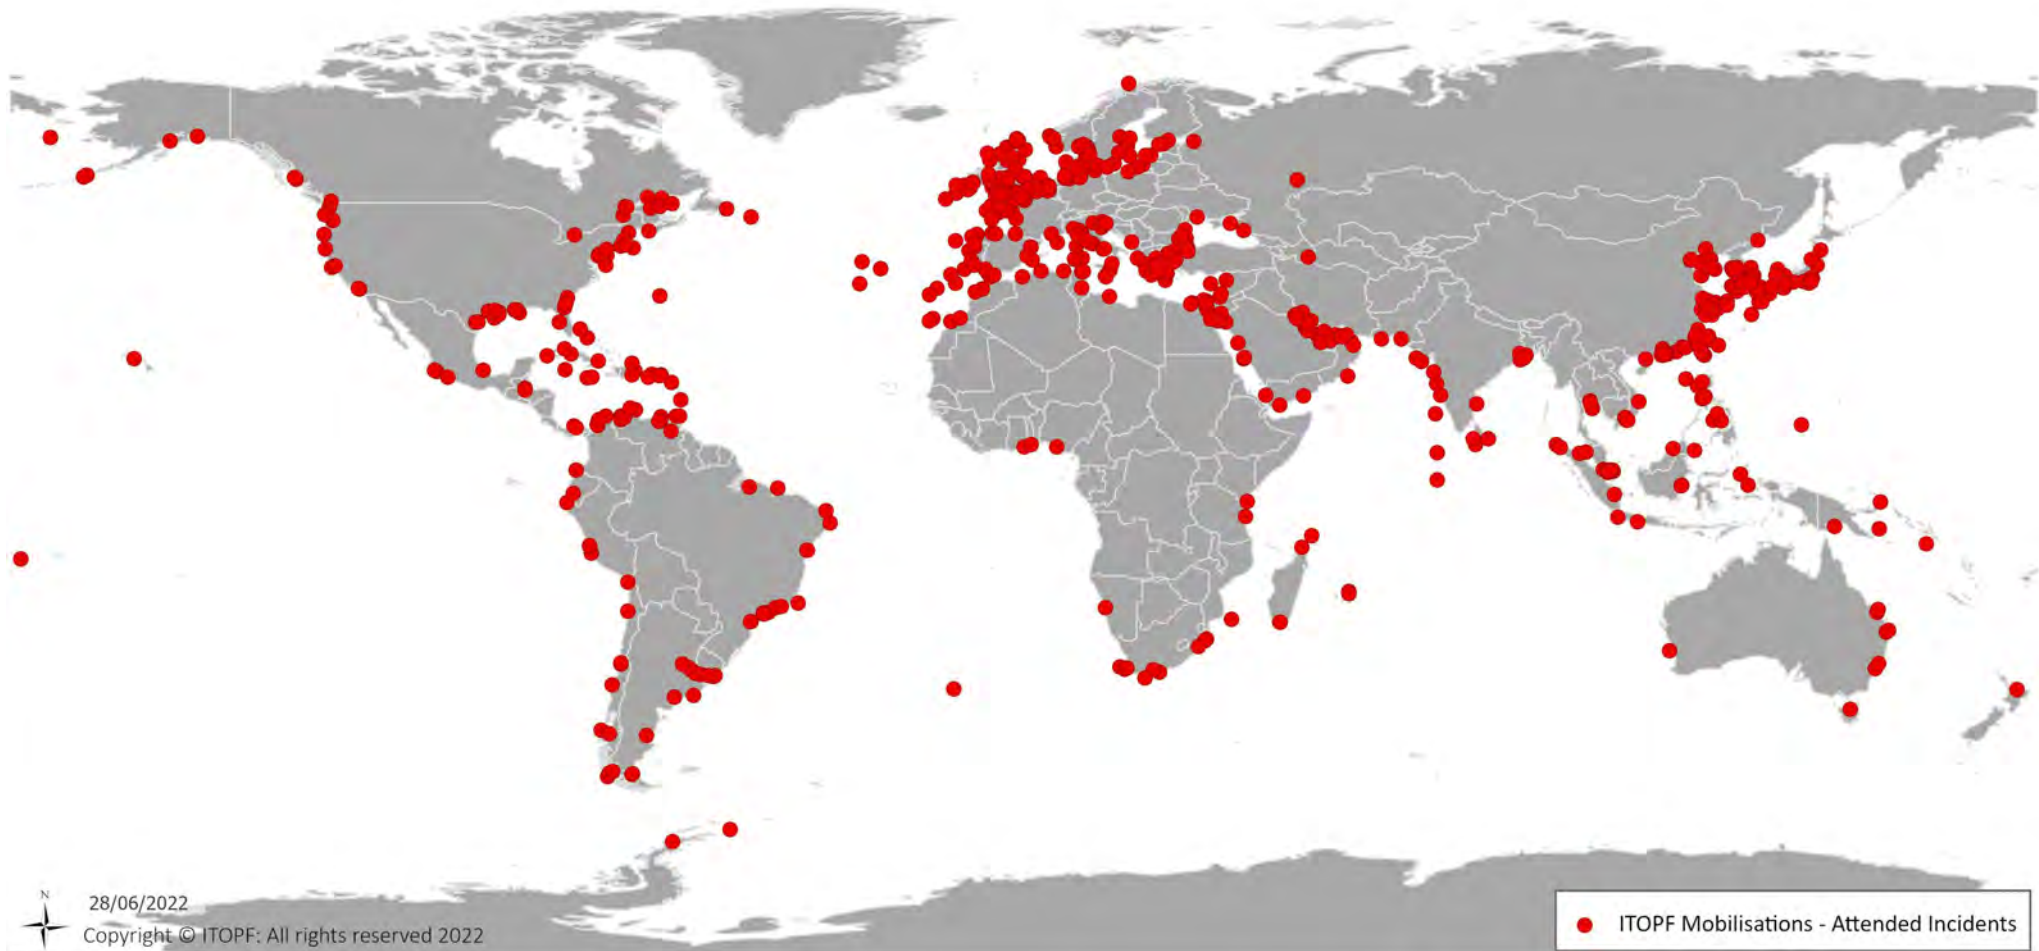 N
28/06/2022
Copyright © ITOPF: All rights reserved 2022
ITOPF Mobilisations - Attended Incidents